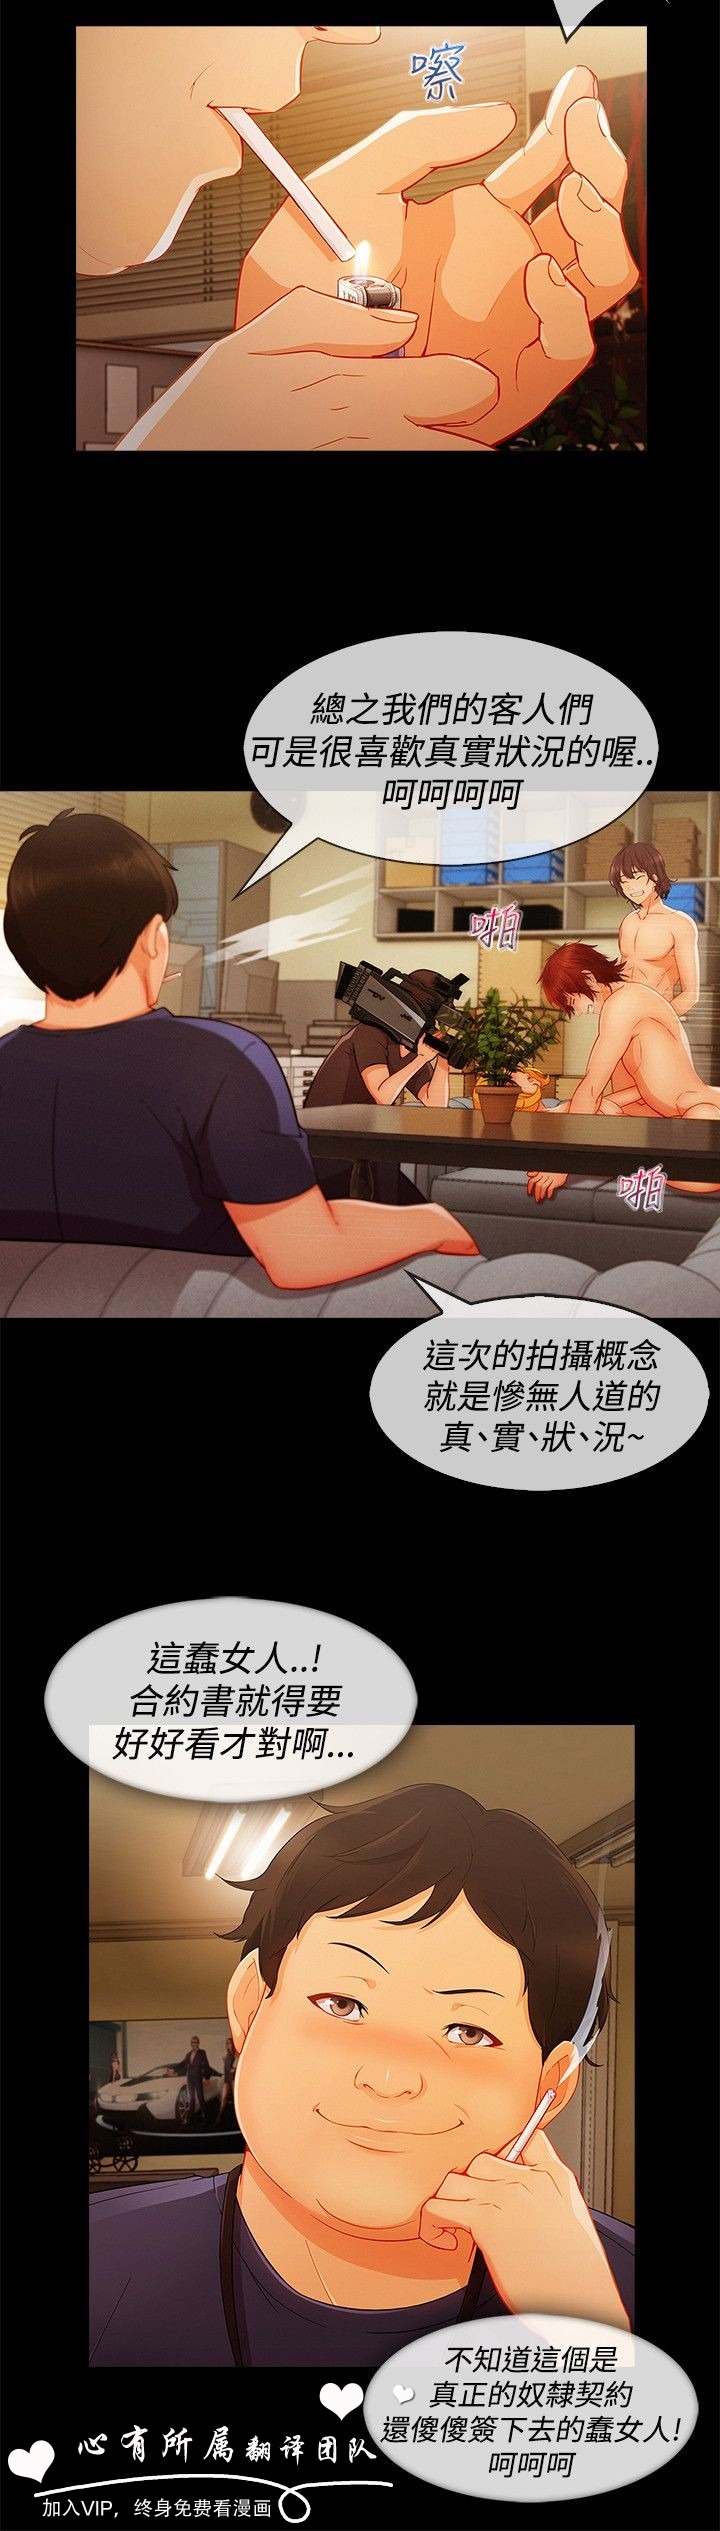 嚓
總之我們的客人們
可是很喜歡真實狀況的喔..
呵呵呵呵
啪
啪
這次的拍攝概念
就是慘無人道的
真、實、狀、況~
這蠢女人..!
合約書就得要
好好看才對啊...
不知道這個是
真正的奴隸契約
還傻傻簽下去的蠢女人!
呵呵呵
心有所属翻译团队
加入VIP，终身免费看漫画